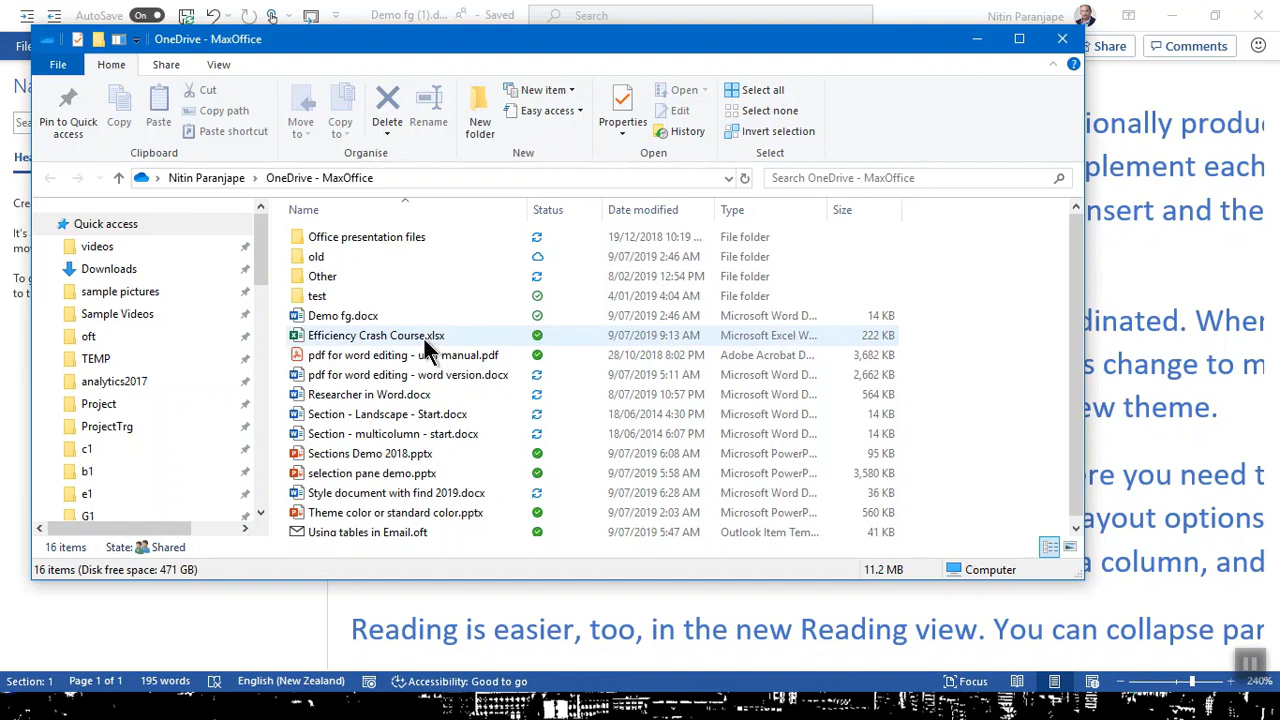 AutoSave On Demo fg (1).d... Saved Search Nitin Paranjape
OneDrive - MaxOffice
File Home Share View Share Comments
Pin to Quick access
Copy
Paste
Cut
Copy path
Paste shortcut
Move to
Copy to
Delete
Rename
New folder
New item
Easy access
Properties
Open
Edit
History
Select all
Select none
Invert selection
Clipboard Organise New Open Select
Nitin Paranjape > OneDrive - MaxOffice Search OneDrive - MaxOffice
Name Status Date modified Type Size
Quick access
videos
Downloads
sample pictures
Sample Videos
oft
TEMP
analytics2017
Project
ProjectTrg
c1
b1
e1
G1
Office presentation files 19/12/2018 10:19 ... File folder
old 9/07/2019 2:46 AM File folder
Other 8/02/2019 12:54 PM File folder
test 4/01/2019 4:04 AM File folder
Demo fg.docx 9/07/2019 2:46 AM Microsoft Word D... 14 KB
Efficiency Crash Course.xlsx 9/07/2019 9:13 AM Microsoft Excel W... 222 KB
pdf for word editing - manual.pdf 28/10/2018 8:02 PM Adobe Acrobat D... 3,682 KB
pdf for word editing - word version.docx 9/07/2019 5:11 AM Microsoft Word D... 2,662 KB
Researcher in Word.docx 8/07/2019 10:57 PM Microsoft Word D... 564 KB
Section - Landscape - Start.docx 18/06/2014 4:30 PM Microsoft Word D... 14 KB
Section - multicolumn - start.docx 18/06/2014 6:07 PM Microsoft Word D... 14 KB
Sections Demo 2018.pptx 9/07/2019 6:08 AM Microsoft PowerP... 95 KB
selection pane demo.pptx 9/07/2019 5:58 AM Microsoft PowerP... 3,580 KB
Style document with find 2019.docx 9/07/2019 6:28 AM Microsoft Word D... 36 KB
Theme color or standard color.pptx 9/07/2019 2:03 AM Microsoft PowerP... 560 KB
Using tables in Email.oft 9/07/2019 5:47 AM Outlook Item Tem... 41 KB
16 items State: Shared
16 items (Disk free space: 471 GB) 11.2 MB Computer
ionally produ
plement each
nsert and the
dinated. Whe
s change to m
ew theme.
ere you need t
ayout options
a column, and
Reading is easier, too, in the new Reading view. You can collapse par
Section: 1 Page 1 of 1 195 words English (New Zealand) Accessibility: Good to go Focus 240%